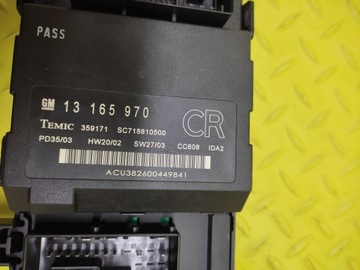 PASS
GM 13 165 970
TEMIC 359171 SC718810500
CR
PD35/03 HW20/02 SW27/03 CC608 IDA2
ACU382600449841